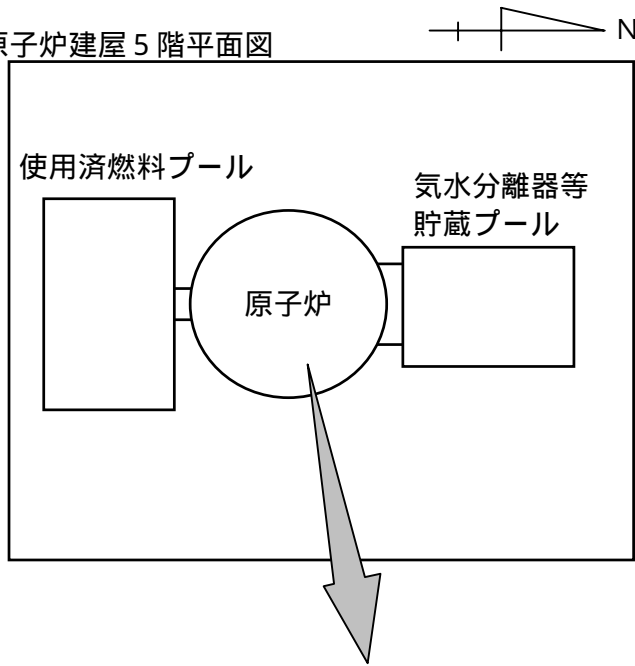 原子炉建屋5階平面図
N
使用済燃料プール
気水分離器等
貯蔵プール
原子炉